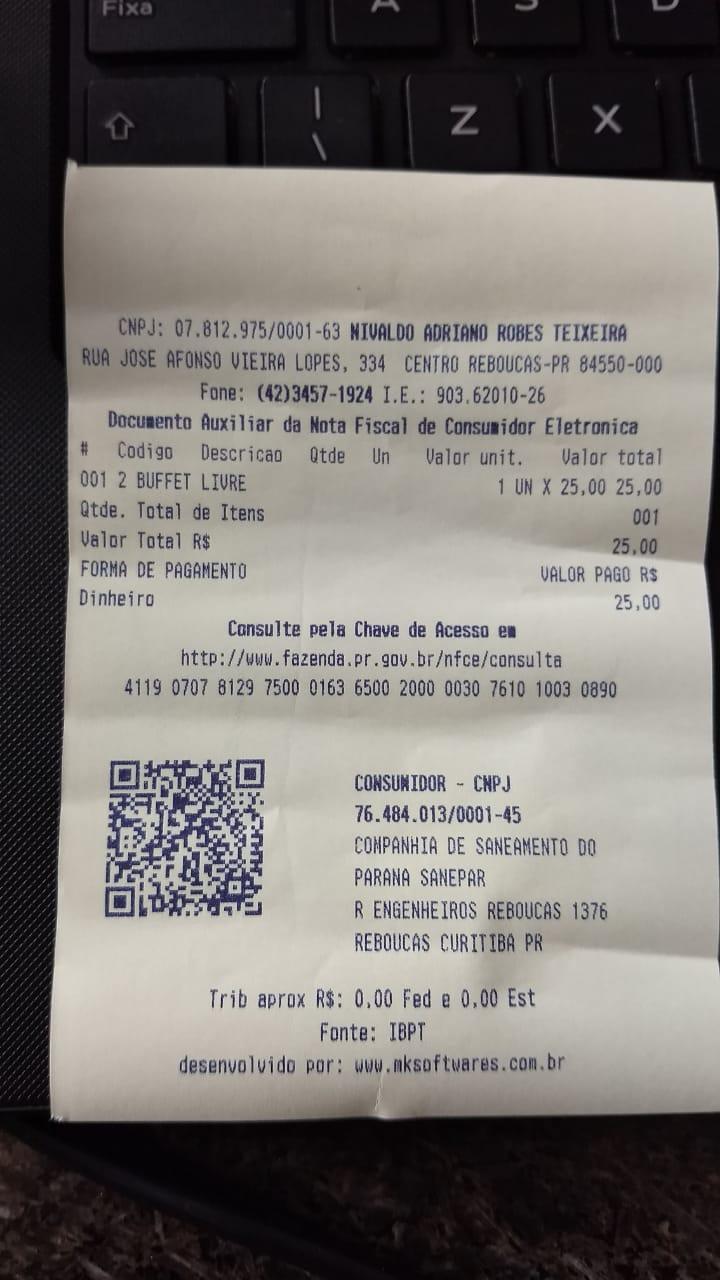 Fixa
A S D
Z X
CNPJ: 07.812.975/0001-63 NIVALDO ADRIANO ROBES TEIXEIRA
RUA JOSE AFONSO VIEIRA LOPES, 334 CENTRO REBOUCAS-PR 84550-000
Fone: (42)3457-1924 I.E.: 903.62010-26
Documento Auxiliar da Nota Fiscal de Consumidor Eletronica
# Codigo Descricao Qtde Un Valor unit. Valor total
001 2 BUFFET LIVRE 1 UN X 25,00 25,00
Qtde. Total de Itens 001
Valor Total R$ 25,00
FORMA DE PAGAMENTO VALOR PAGO R$
Dinheiro 25,00
Consulte pela Chave de Acesso em
http://www.fazenda.pr.gov.br/nfce/consulta
4119 0707 8129 7500 0163 6500 2000 0030 7610 1003 0890
CONSUMIDOR - CNPJ
76.484.013/0001-45
COMPANHIA DE SANEAMENTO DO
PARANA SANEPAR
R ENGENHEIROS REBOUCAS 1376
REBOUCAS CURITIBA PR
Trib aprox R$: 0,00 Fed e 0,00 Est
Fonte: IBPT
desenvolvido por: www.mksoftwares.com.br